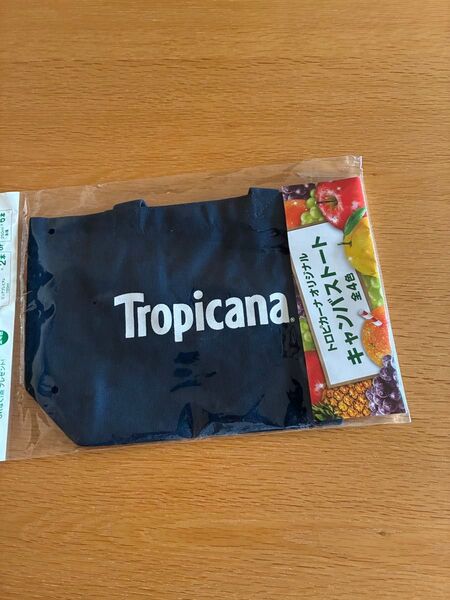 Tropicana®
トロピカーナ オリジナル
キャンバストート
全4色